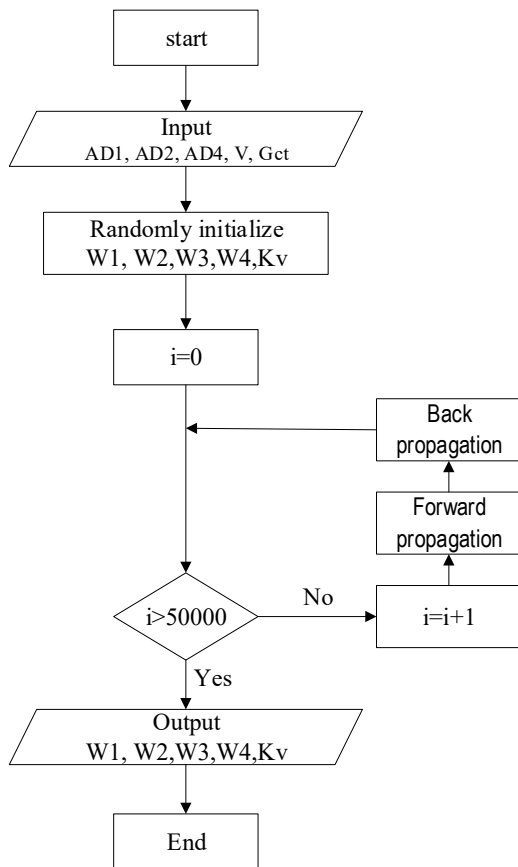 start
Input
AD1, AD2, AD4, V, Gct
Randomly initialize
W1, W2,W3,W4,Kv
i=0
Back
propagation
Forward
propagation
i>50000
No
i=i+1
Yes
Output
W1, W2,W3,W4,Kv
End